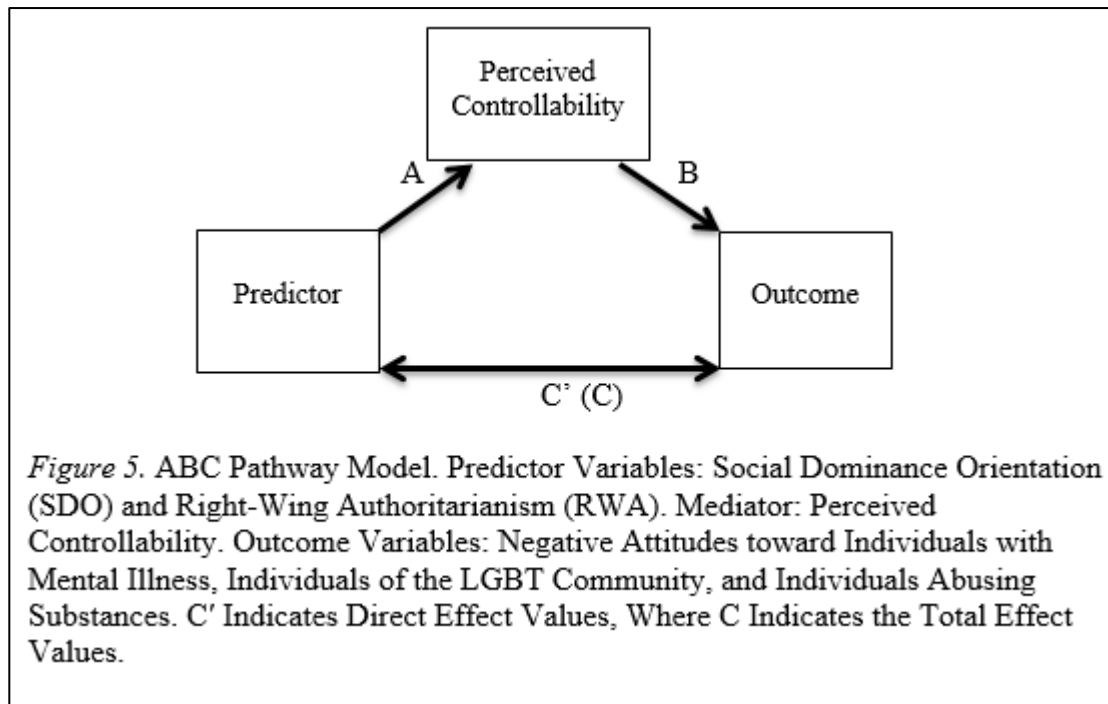 Perceived
Controllability
A
B
Predictor
Outcome
C’ (C)
Figure 5. ABC Pathway Model. Predictor Variables: Social Dominance Orientation
(SDO) and Right-Wing Authoritarianism (RWA). Mediator: Perceived
Controllability. Outcome Variables: Negative Attitudes toward Individuals with
Mental Illness, Individuals of the LGBT Community, and Individuals Abusing
Substances. C′ Indicates Direct Effect Values, Where C Indicates the Total Effect
Values.